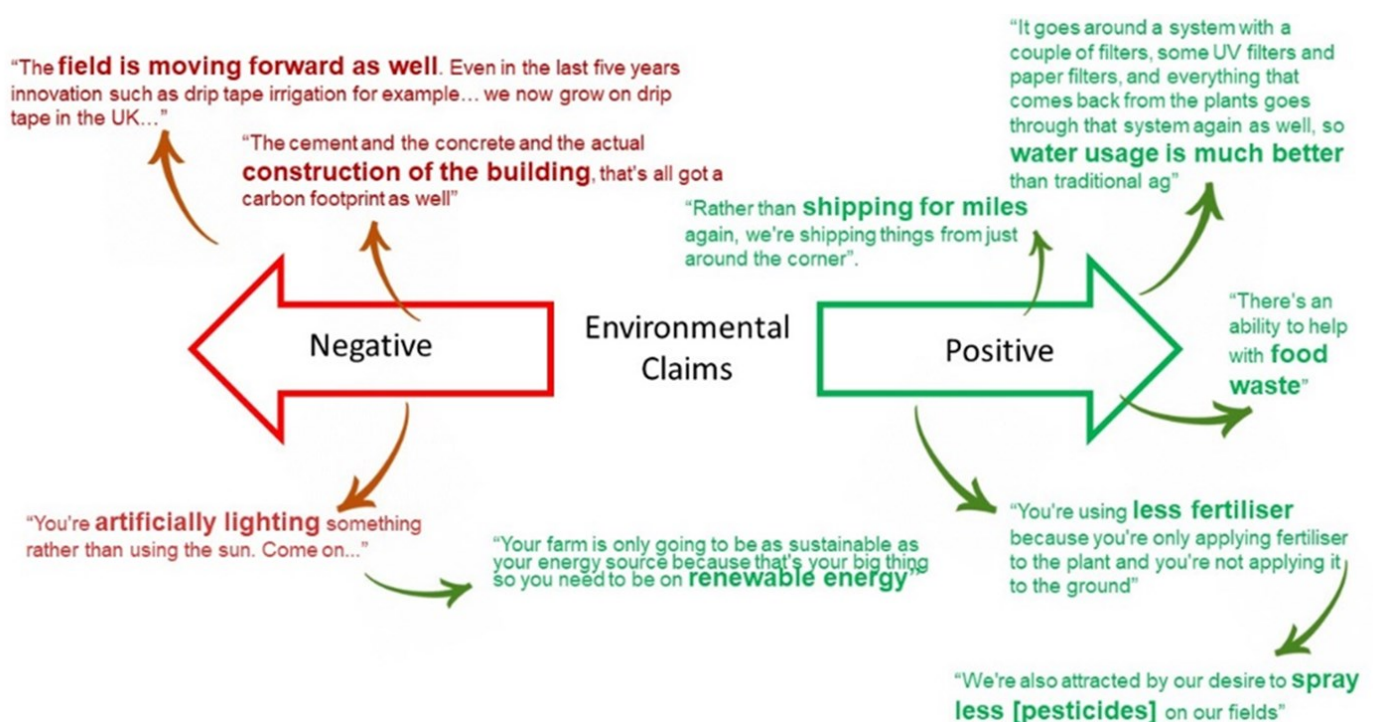 “The field is moving forward as well. Even in the last five years
innovation such as drip tape irrigation for example… we now grow on drip
tape in the UK…”
“The cement and the concrete and the actual
construction of the building, that's all got a
carbon footprint as well”
“Rather than shipping for miles
again, we're shipping things from just
around the corner”.
“It goes around a system with a
couple of filters, some UV filters and
paper filters, and everything that
comes back from the plants goes
through that system again as well, so
water usage is much better
than traditional ag”
Negative
Environmental
Claims
Positive
“There's an
ability to help
with food
waste”
“You're artificially lighting something
rather than using the sun. Come on...”
“Your farm is only going to be as sustainable as
your energy source because that's your big thing
so you need to be on renewable energy”
“You're using less fertiliser
because you're only applying fertiliser
to the plant and you're not applying it
to the ground”
“We're also attracted by our desire to spray
less [pesticides] on our fields”